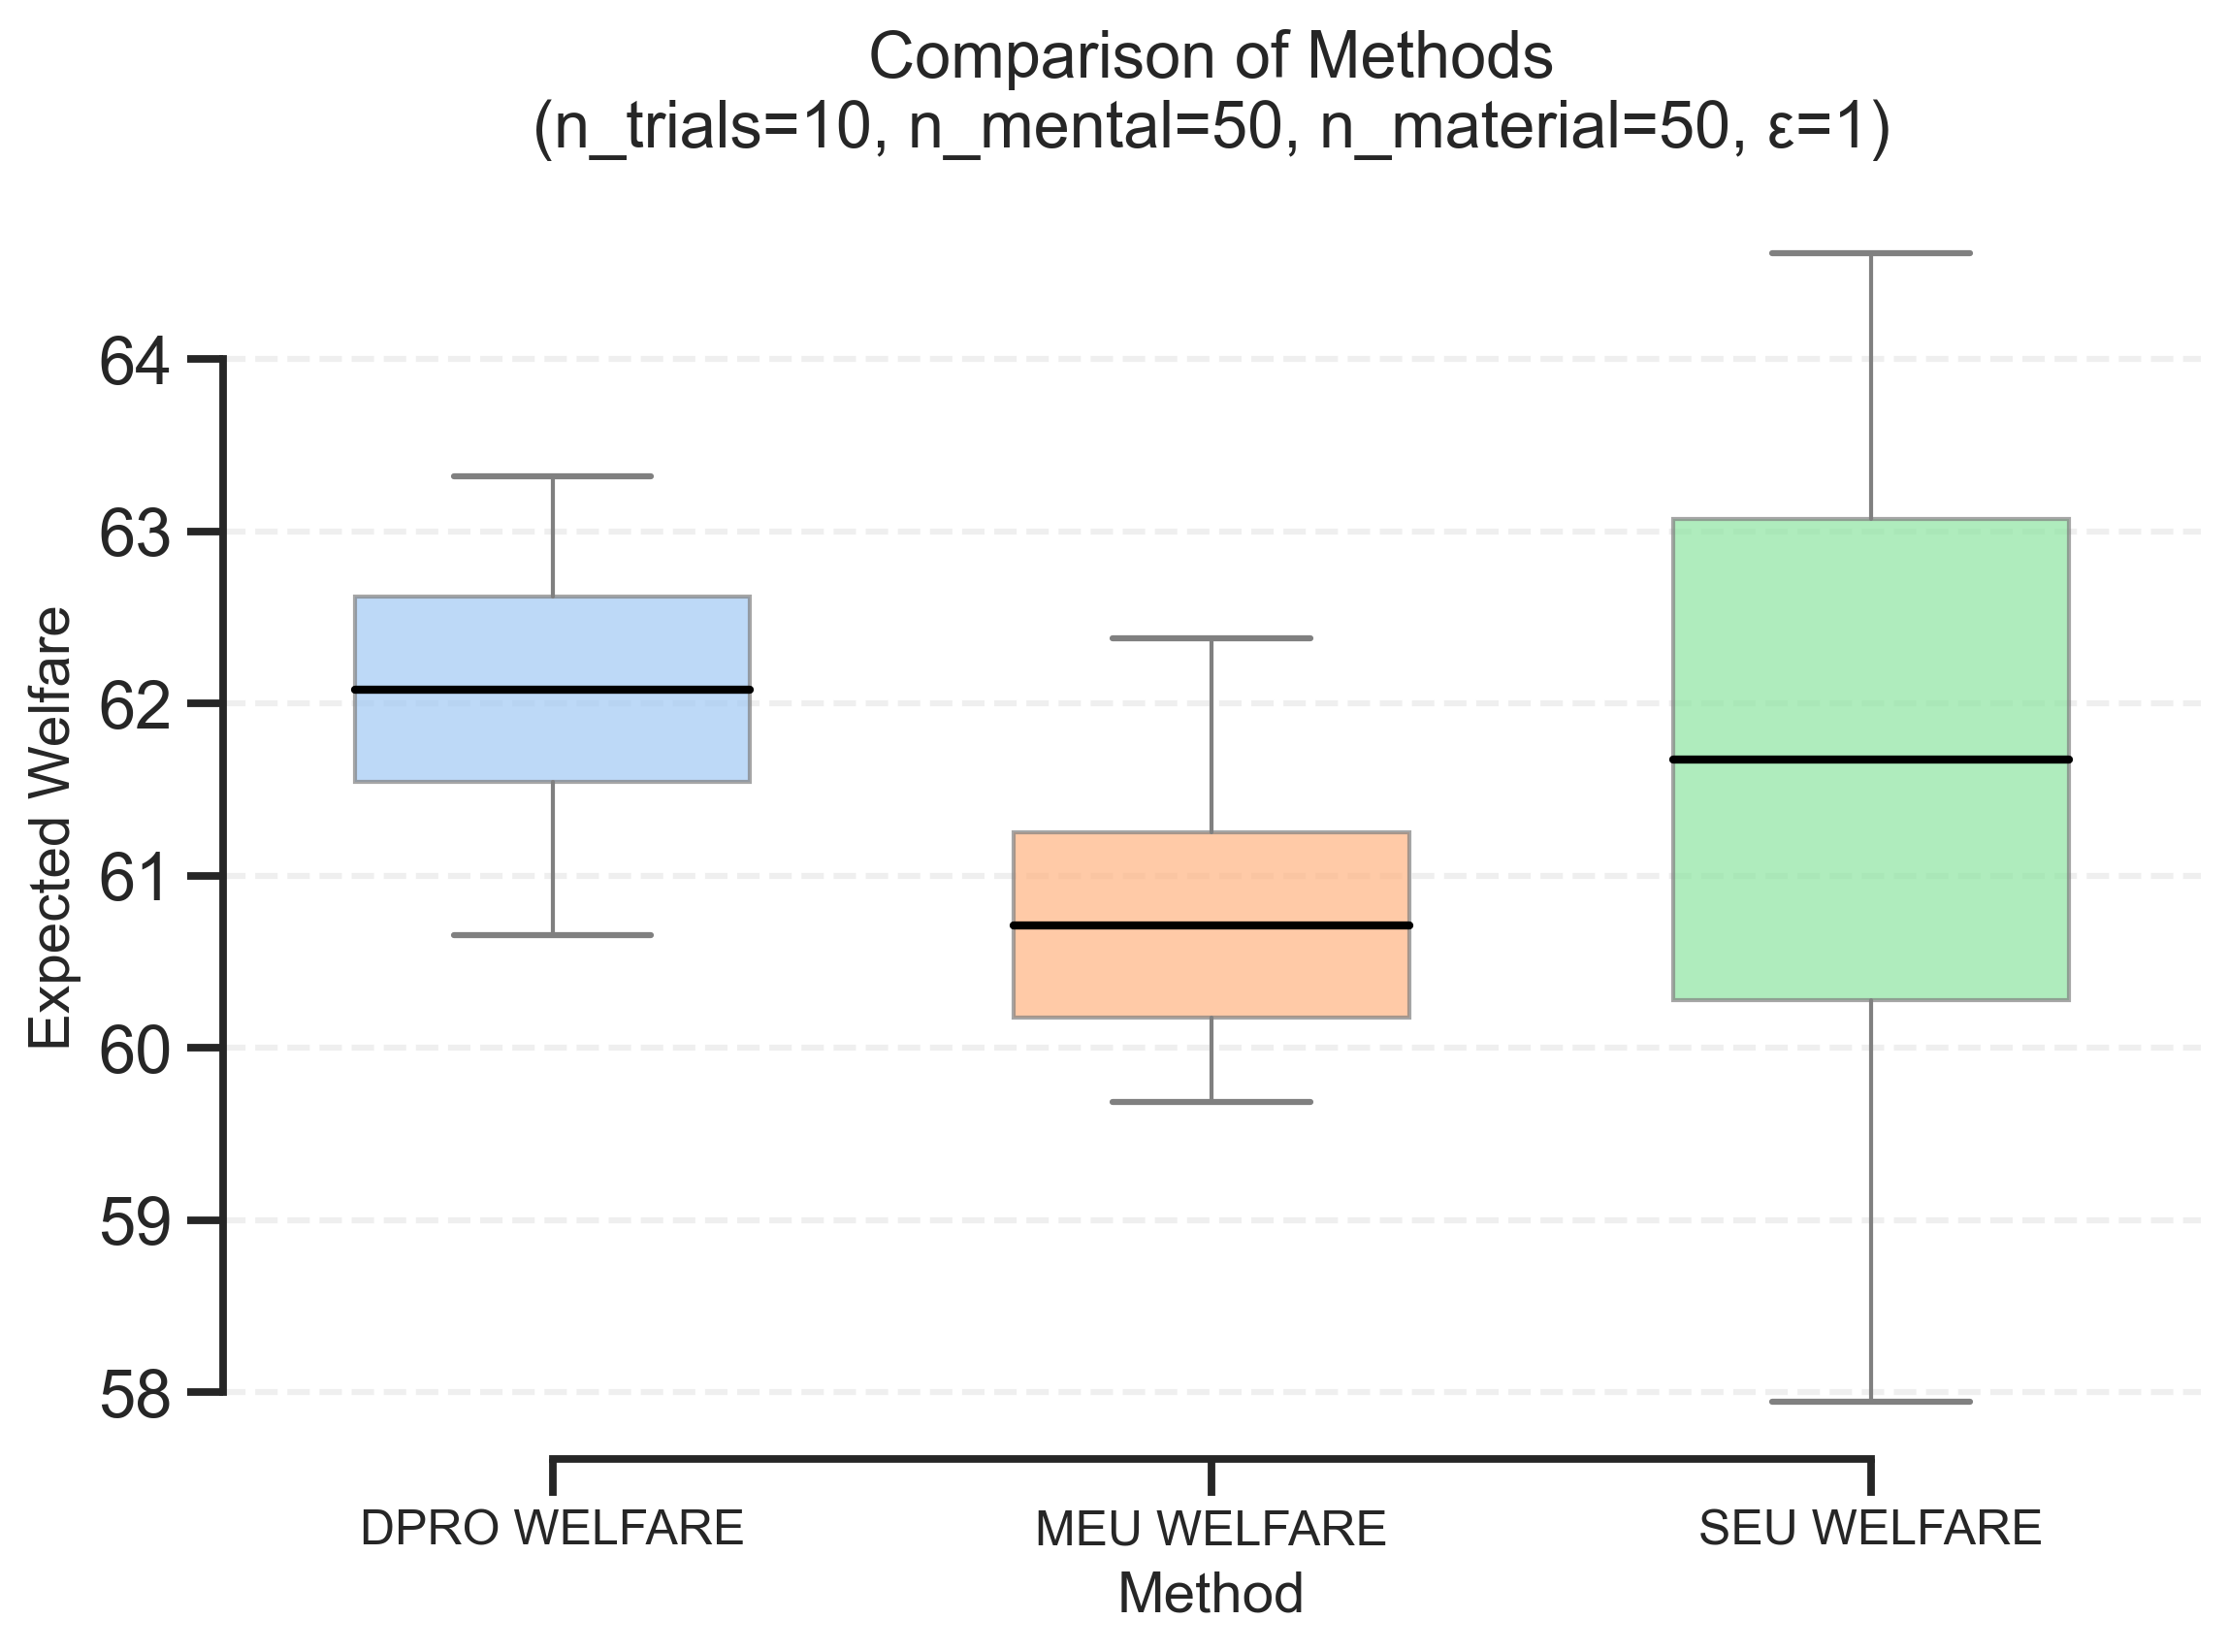 Comparison of Methods
(n_trials=10, n_mental=50, n_material=50, ε=1)
Expected Welfare
64
63
62
61
60
59
58
DPRO WELFARE
MEU WELFARE
SEU WELFARE
Method